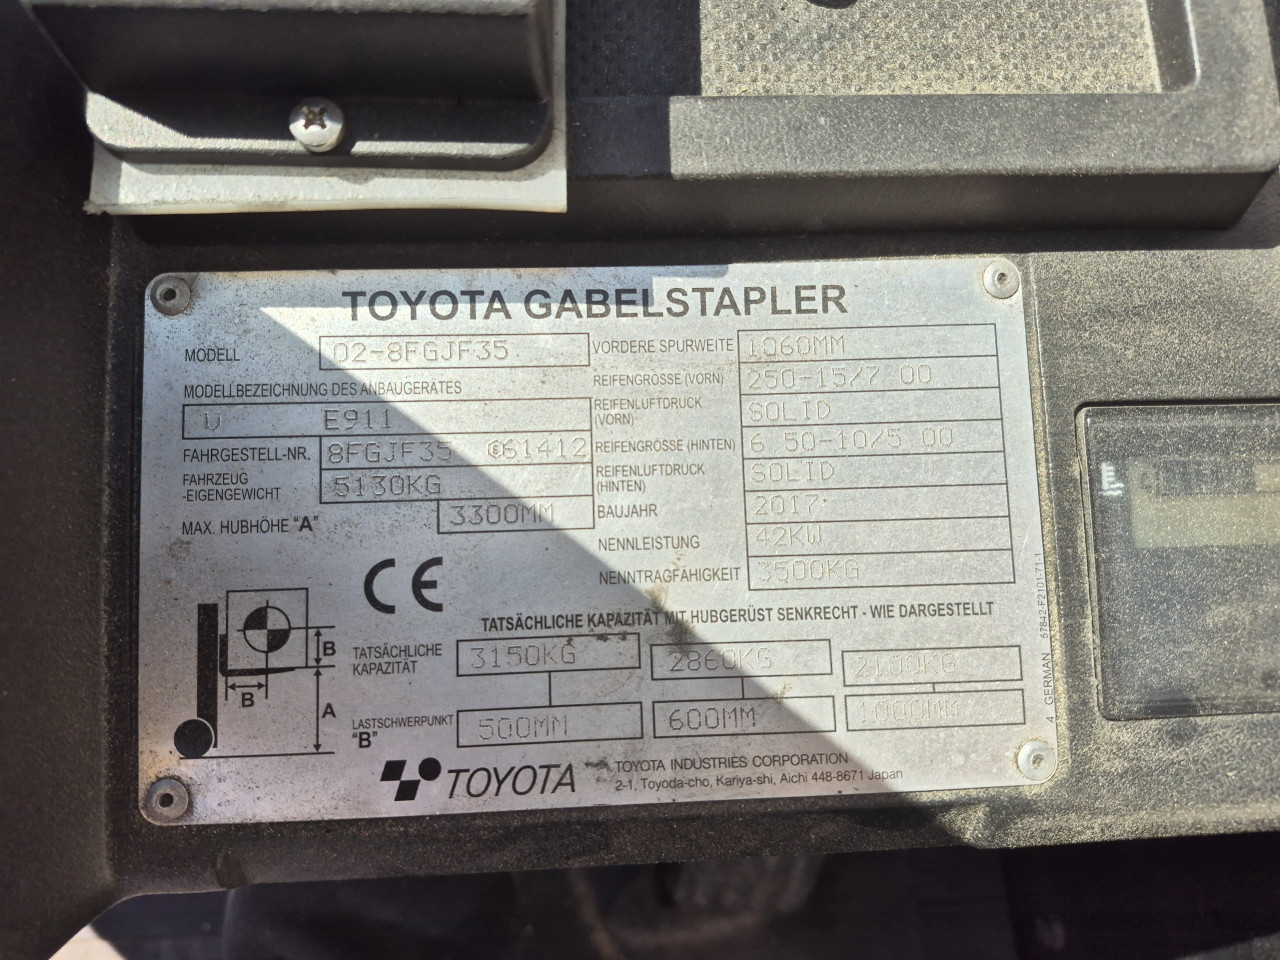 TOYOTA GABELSTAPLER
MODELL 02-8FGJF35
MODELLBEZEICHNUNG DES ANBAUGERÄTES
V E911
FAHRGESTELL-NR. 8FGJF35 61412
FAHRZEUG
-EIGENGEWICHT 5130KG
MAX. HUBHÖHE "A" 3300MM
VORDERE SPURWEITE 1060MM
REIFENGRÖSSE (VORN) 250-15/7 00
REIFENLUFTDRUCK
(VORN) SOLID
REIFENGRÖSSE (HINTEN) 6 50-10/5 00
REIFENLUFTDRUCK
(HINTEN) SOLID
BAUJAHR 2017
NENNLEISTUNG 42KW
NENNTRAGFÄHIGKEIT 3500KG
CE
TATSÄCHLICHE KAPAZITÄT MIT HUBGERÜST SENKRECHT - WIE DARGESTELLT
B
B
A
TATSÄCHLICHE
KAPAZITÄT 3150KG 2860KG 2100KG
LASTSCHWERPUNKT
"B" 500MM 600MM 1000MM
TOYOTA
TOYOTA INDUSTRIES CORPORATION
2-1, Toyoda-cho, Kariya-shi, Aichi 448-8671 Japan
4 GERMAN 57842-F2101-71-1